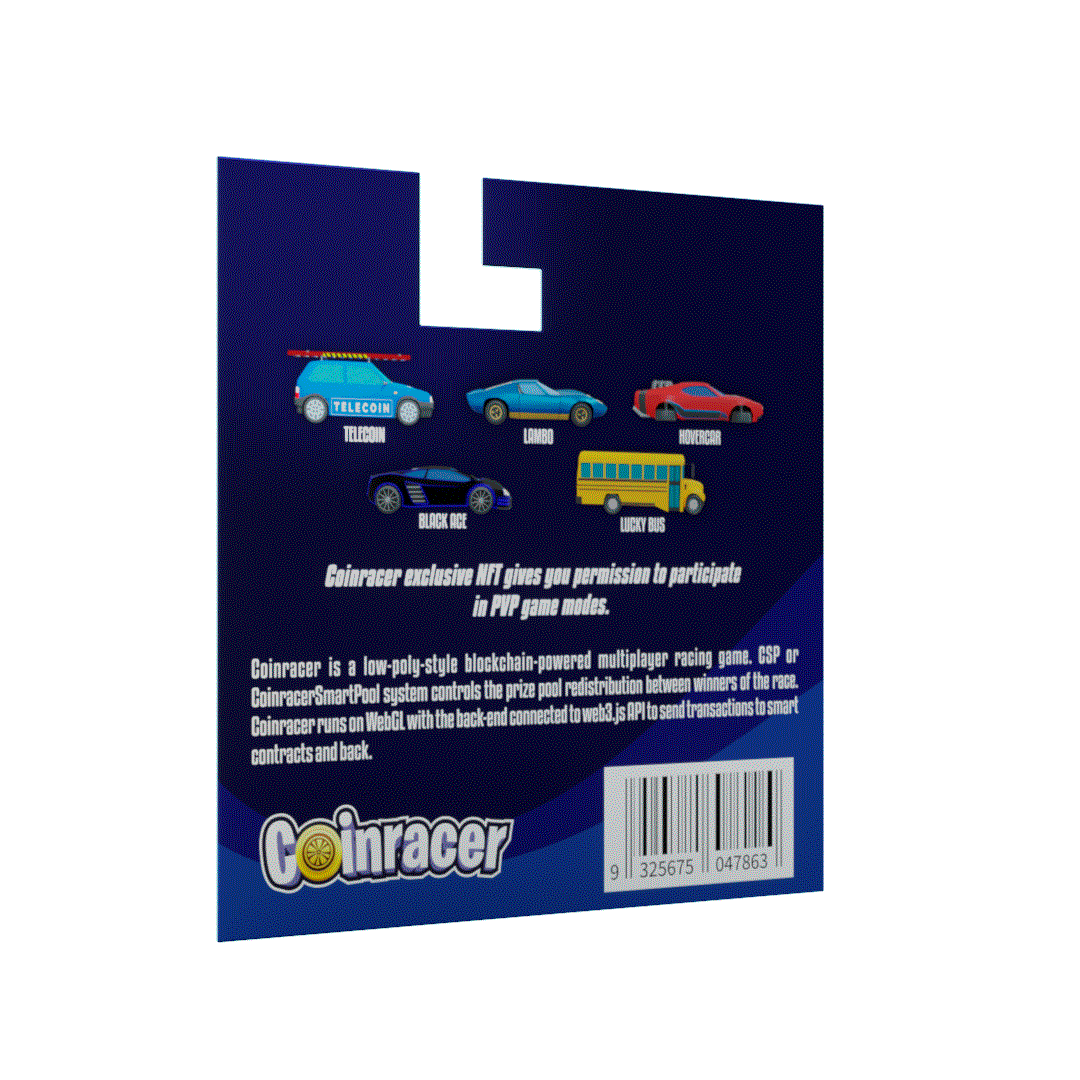 TELECOIN
TELECOIN
LAMBO
HOVERCAR
BLACK ACE
LUCKY BUS
Coinracer exclusive NFT gives you permission to participate
in PVP game modes.
Coinracer is a low-poly-style blockchain-powered multiplayer racing game. CSP or
CoinracerSmartPool system controls the prize pool redistribution between winners of the race.
Coinracer runs on WebGL with the back-end connected to web3.js API to send transactions to smart
contracts and back.
Coinracer
9 325675 047863